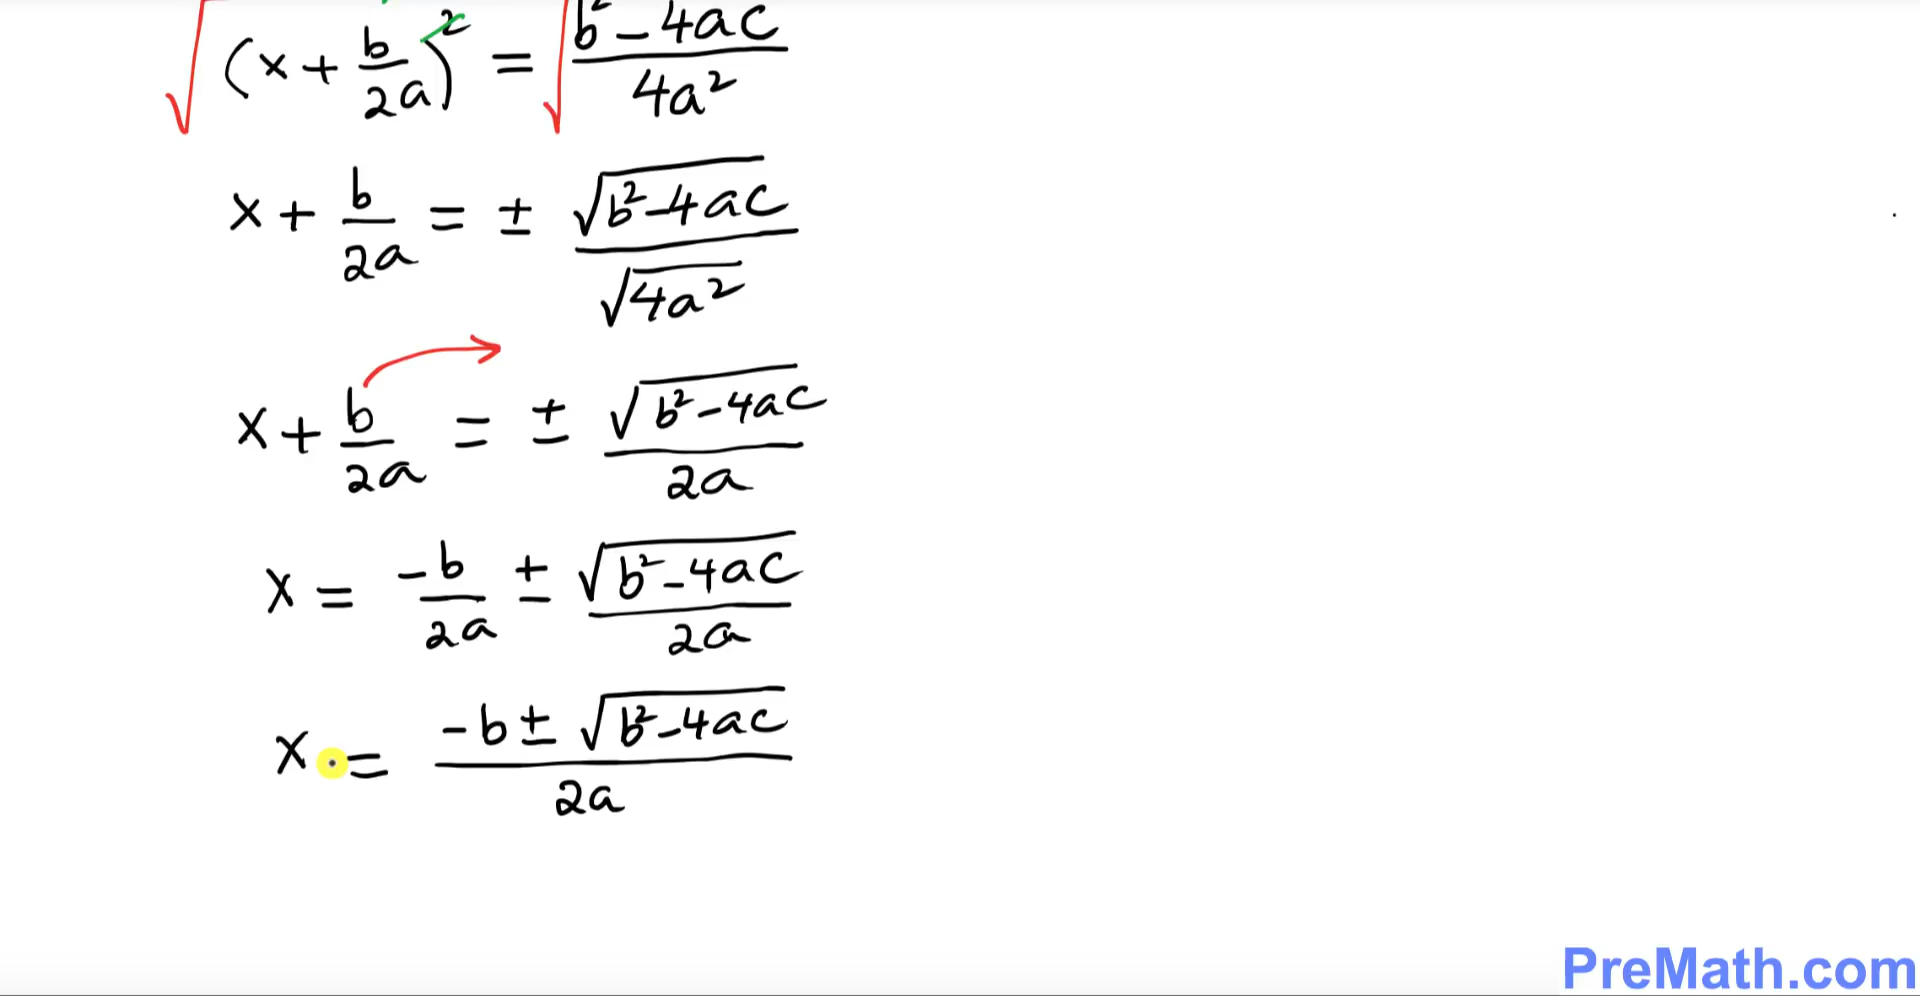 √(x + b/2a)² = √(b² - 4ac)/4a²
x + b/2a = ± √(b² - 4ac)/√(4a²)
x + b/2a = ± √(b² - 4ac)/2a
x = -b/2a ± √(b² - 4ac)/2a
x = (-b ± √(b² - 4ac))/2a
PreMath.com